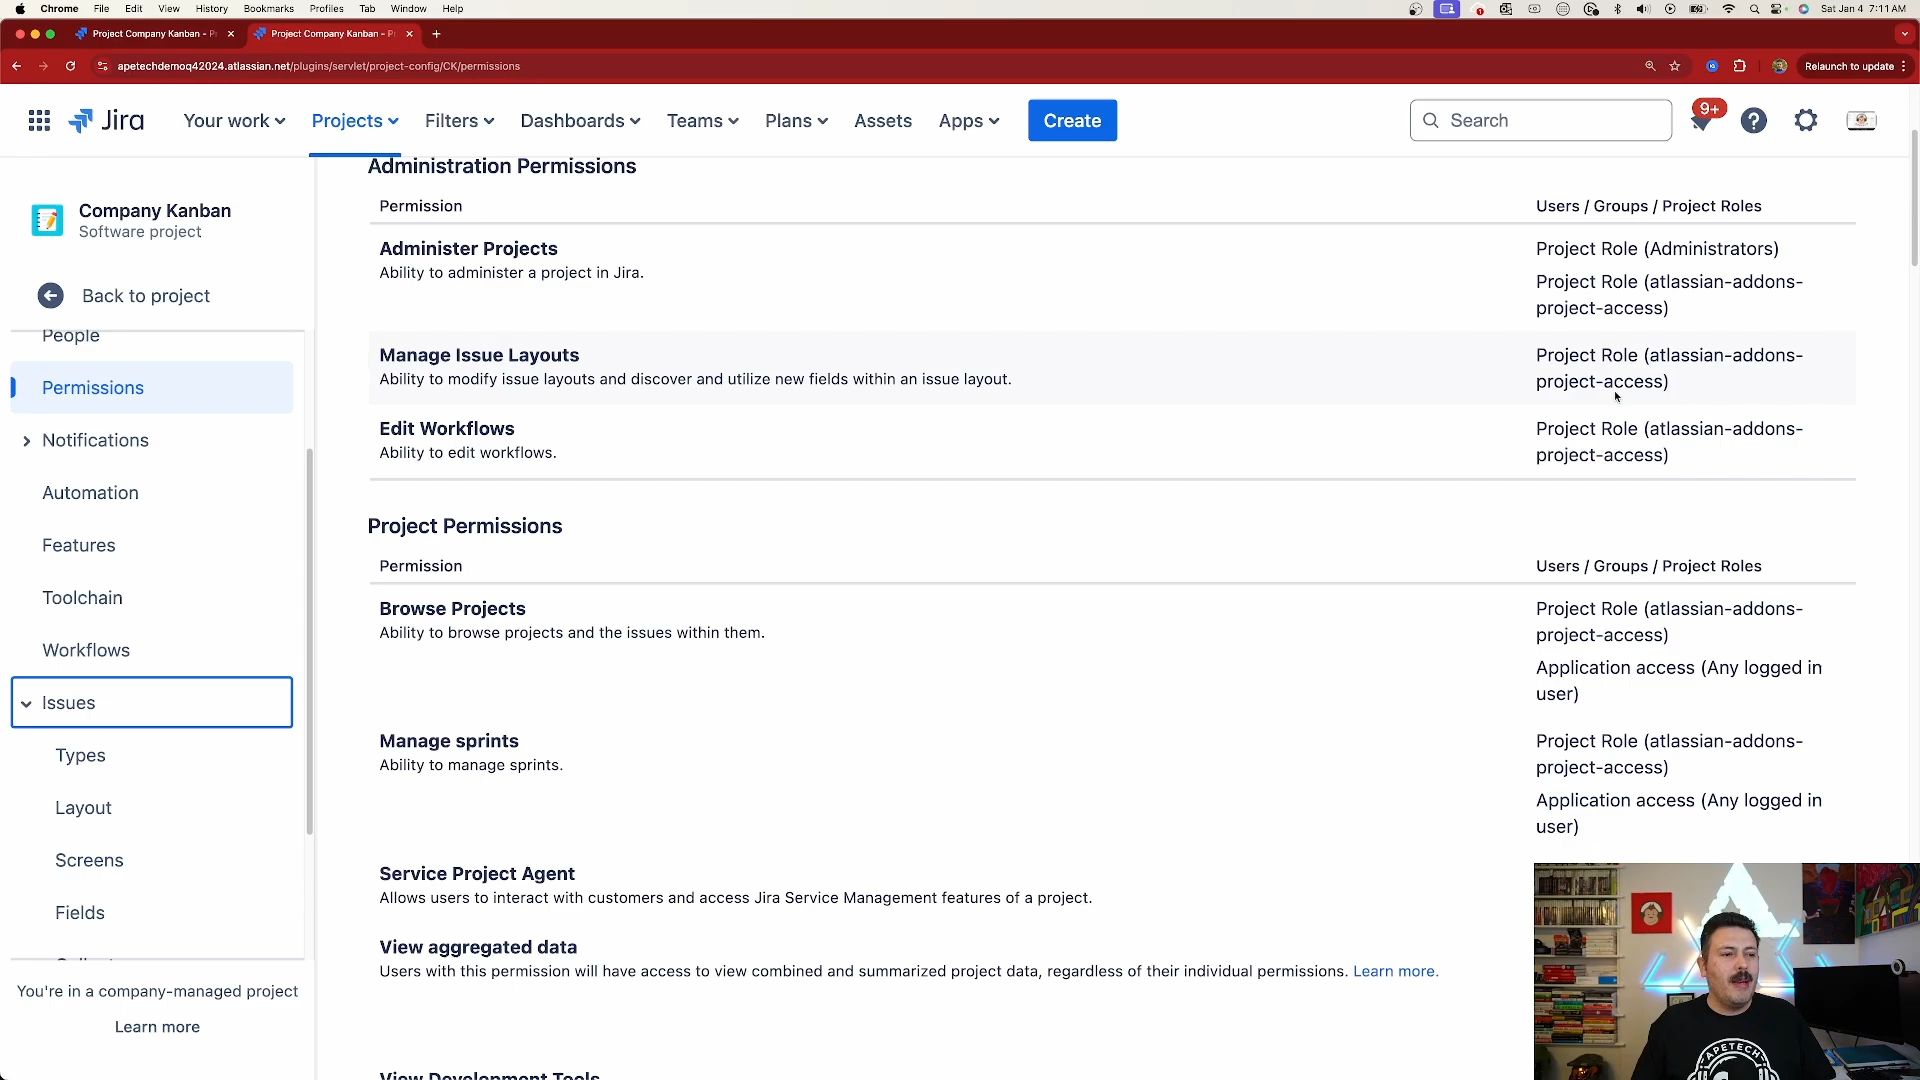 Chrome File Edit View History Bookmarks Profiles Tab Window Help
Sat Jan 4 7:11 AM
Project Company Kanban - P
Project Company Kanban - P
apetechdemoq42024.atlassian.net/plugins/servlet/project-config/CK/permissions
Relaunch to update
Jira
Your work
Projects
Filters
Dashboards
Teams
Plans
Assets
Apps
Create
Search
9+
Company Kanban
Software project
Back to project
People
Permissions
Notifications
Automation
Features
Toolchain
Workflows
Issues
Types
Layout
Screens
Fields
You're in a company-managed project
Learn more
Administration Permissions
Permission
Users / Groups / Project Roles
Administer Projects
Ability to administer a project in Jira.
Project Role (Administrators)
Project Role (atlassian-addons-
project-access)
Manage Issue Layouts
Ability to modify issue layouts and discover and utilize new fields within an issue layout.
Project Role (atlassian-addons-
project-access)
Edit Workflows
Ability to edit workflows.
Project Role (atlassian-addons-
project-access)
Project Permissions
Permission
Users / Groups / Project Roles
Browse Projects
Ability to browse projects and the issues within them.
Project Role (atlassian-addons-
project-access)
Application access (Any logged in
user)
Manage sprints
Ability to manage sprints.
Project Role (atlassian-addons-
project-access)
Application access (Any logged in
user)
Service Project Agent
Allows users to interact with customers and access Jira Service Management features of a project.
View aggregated data
Users with this permission will have access to view combined and summarized project data, regardless of their individual permissions. Learn more.
View Development Tools
APETECH